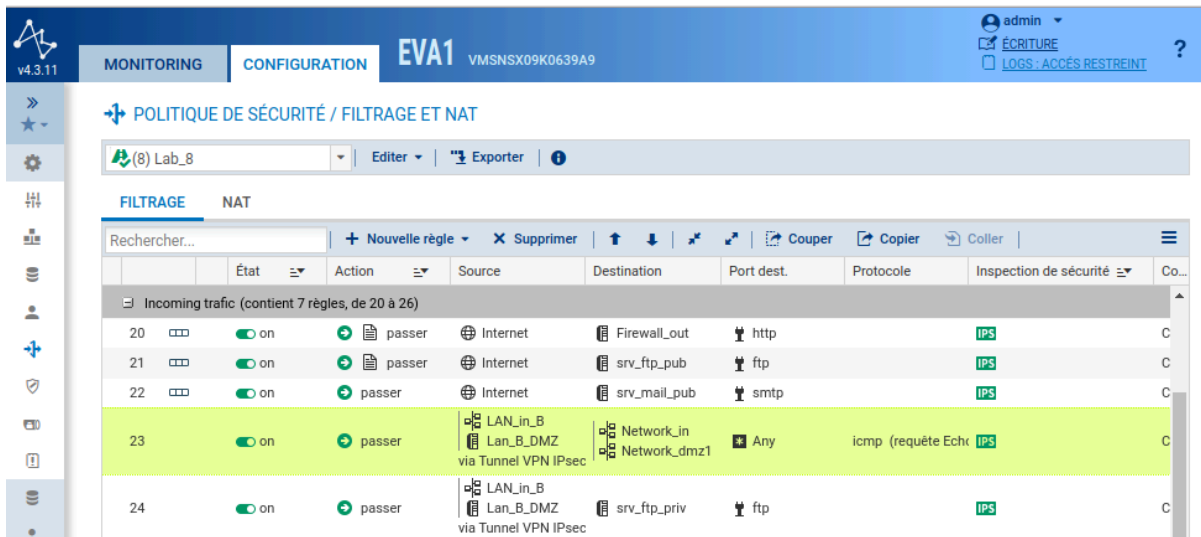 admin
ÉCRITURE
LOGS : ACCÉS RESTREINT
?
v4.3.11
MONITORING CONFIGURATION EVA1 VMSNSX09K0639A9
POLITIQUE DE SÉCURITÉ / FILTRAGE ET NAT
(8) Lab_8 Editer Exporter
FILTRAGE NAT
Rechercher... + Nouvelle règle Supprimer Couper Copier Coller
État Action Source Destination Port dest. Protocole Inspection de sécurité Co...
Incoming trafic (contient 7 règles, de 20 à 26)
20 on passer Internet Firewall_out http IPS C
21 on passer Internet srv_ftp_pub ftp IPS C
22 on passer Internet srv_mail_pub smtp IPS C
23 on passer LAN_in_B Lan_B_DMZ via Tunnel VPN IPsec Network_in Network_dmz1 Any icmp (requête Echo IPS C
24 on passer LAN_in_B Lan_B_DMZ via Tunnel VPN IPsec srv_ftp_priv ftp IPS C